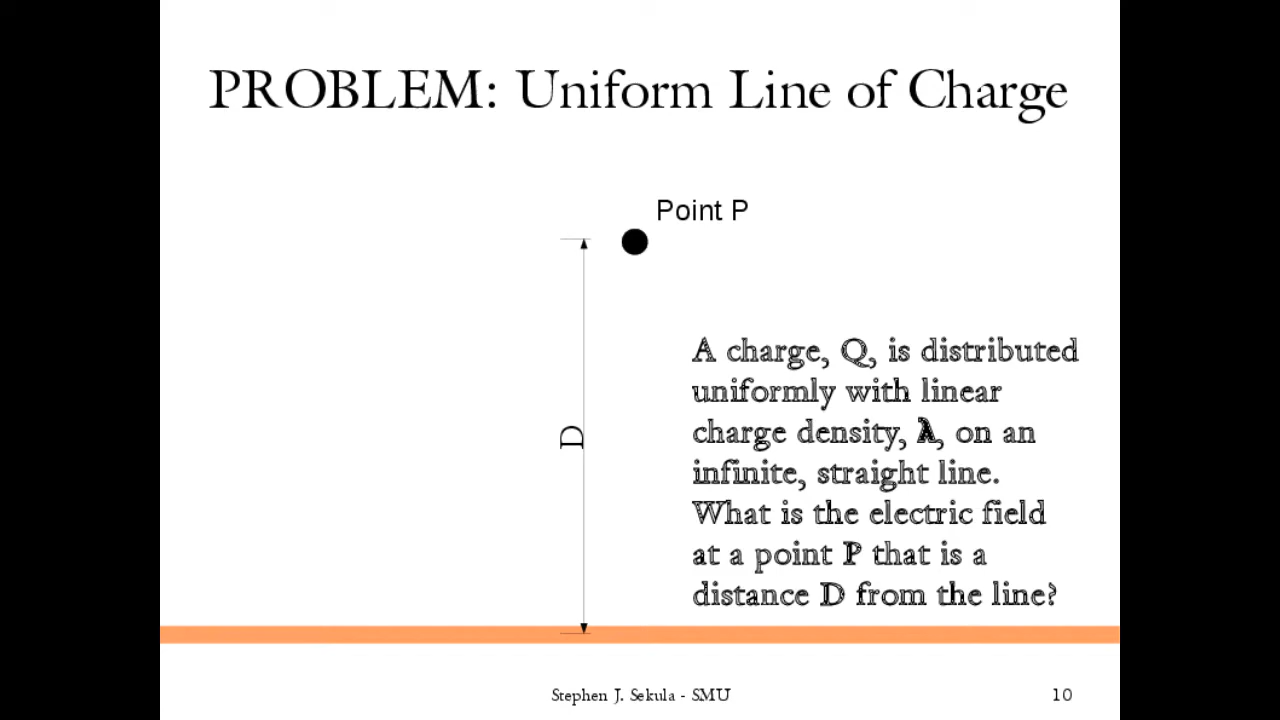 PROBLEM: Uniform Line of Charge
Point P
D
A charge, Q, is distributed
uniformly with linear
charge density, λ, on an
infinite, straight line.
What is the electric field
at a point P that is a
distance D from the line?
Stephen J. Sekula - SMU
10